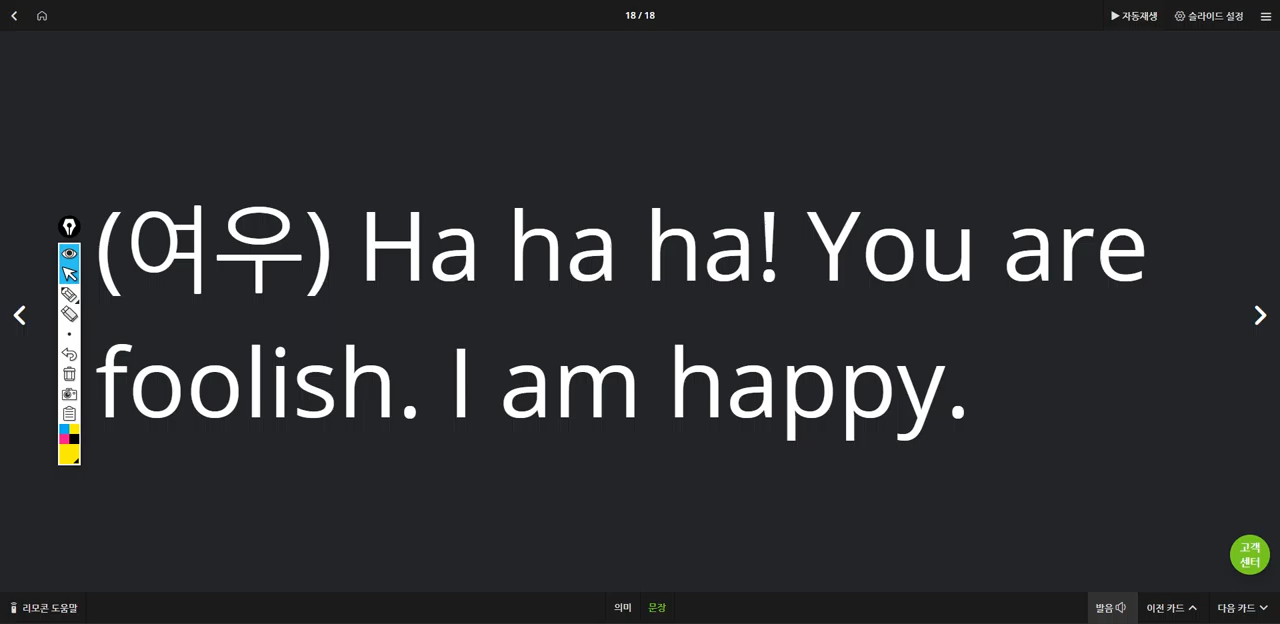 18 / 18
자동재생
슬라이드 설정
(여우) Ha ha ha! You are
foolish. I am happy.
고객
센터
리모콘 도움말
의미
문장
발음
이전 카드
다음 카드